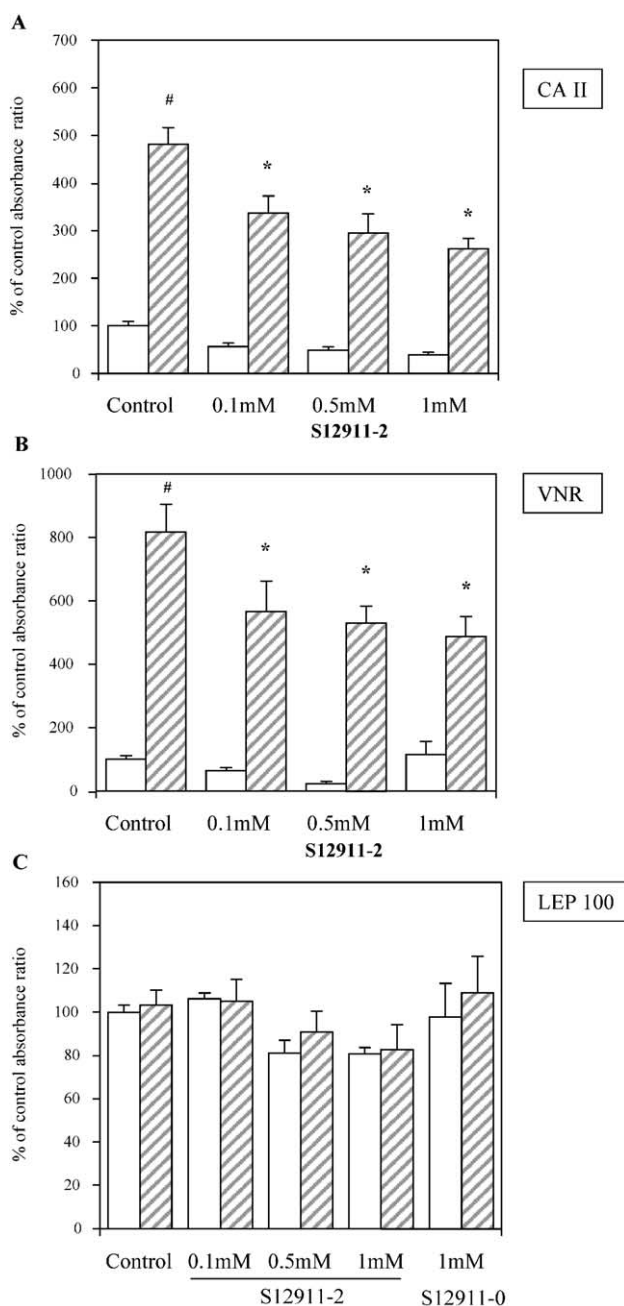 A
700
600
500
400
300
200
100
0
% of control absorbance ratio
#
*
*
*
CA II
Control 0.1mM 0.5mM 1mM
S12911-2
B
1000
800
600
400
200
0
% of control absorbance ratio
#
*
*
*
VNR
Control 0.1mM 0.5mM 1mM
S12911-2
C
160
140
120
100
80
60
40
20
0
% of control absorbance ratio
LEP 100
Control 0.1mM 0.5mM 1mM 1mM
S12911-2 S12911-0